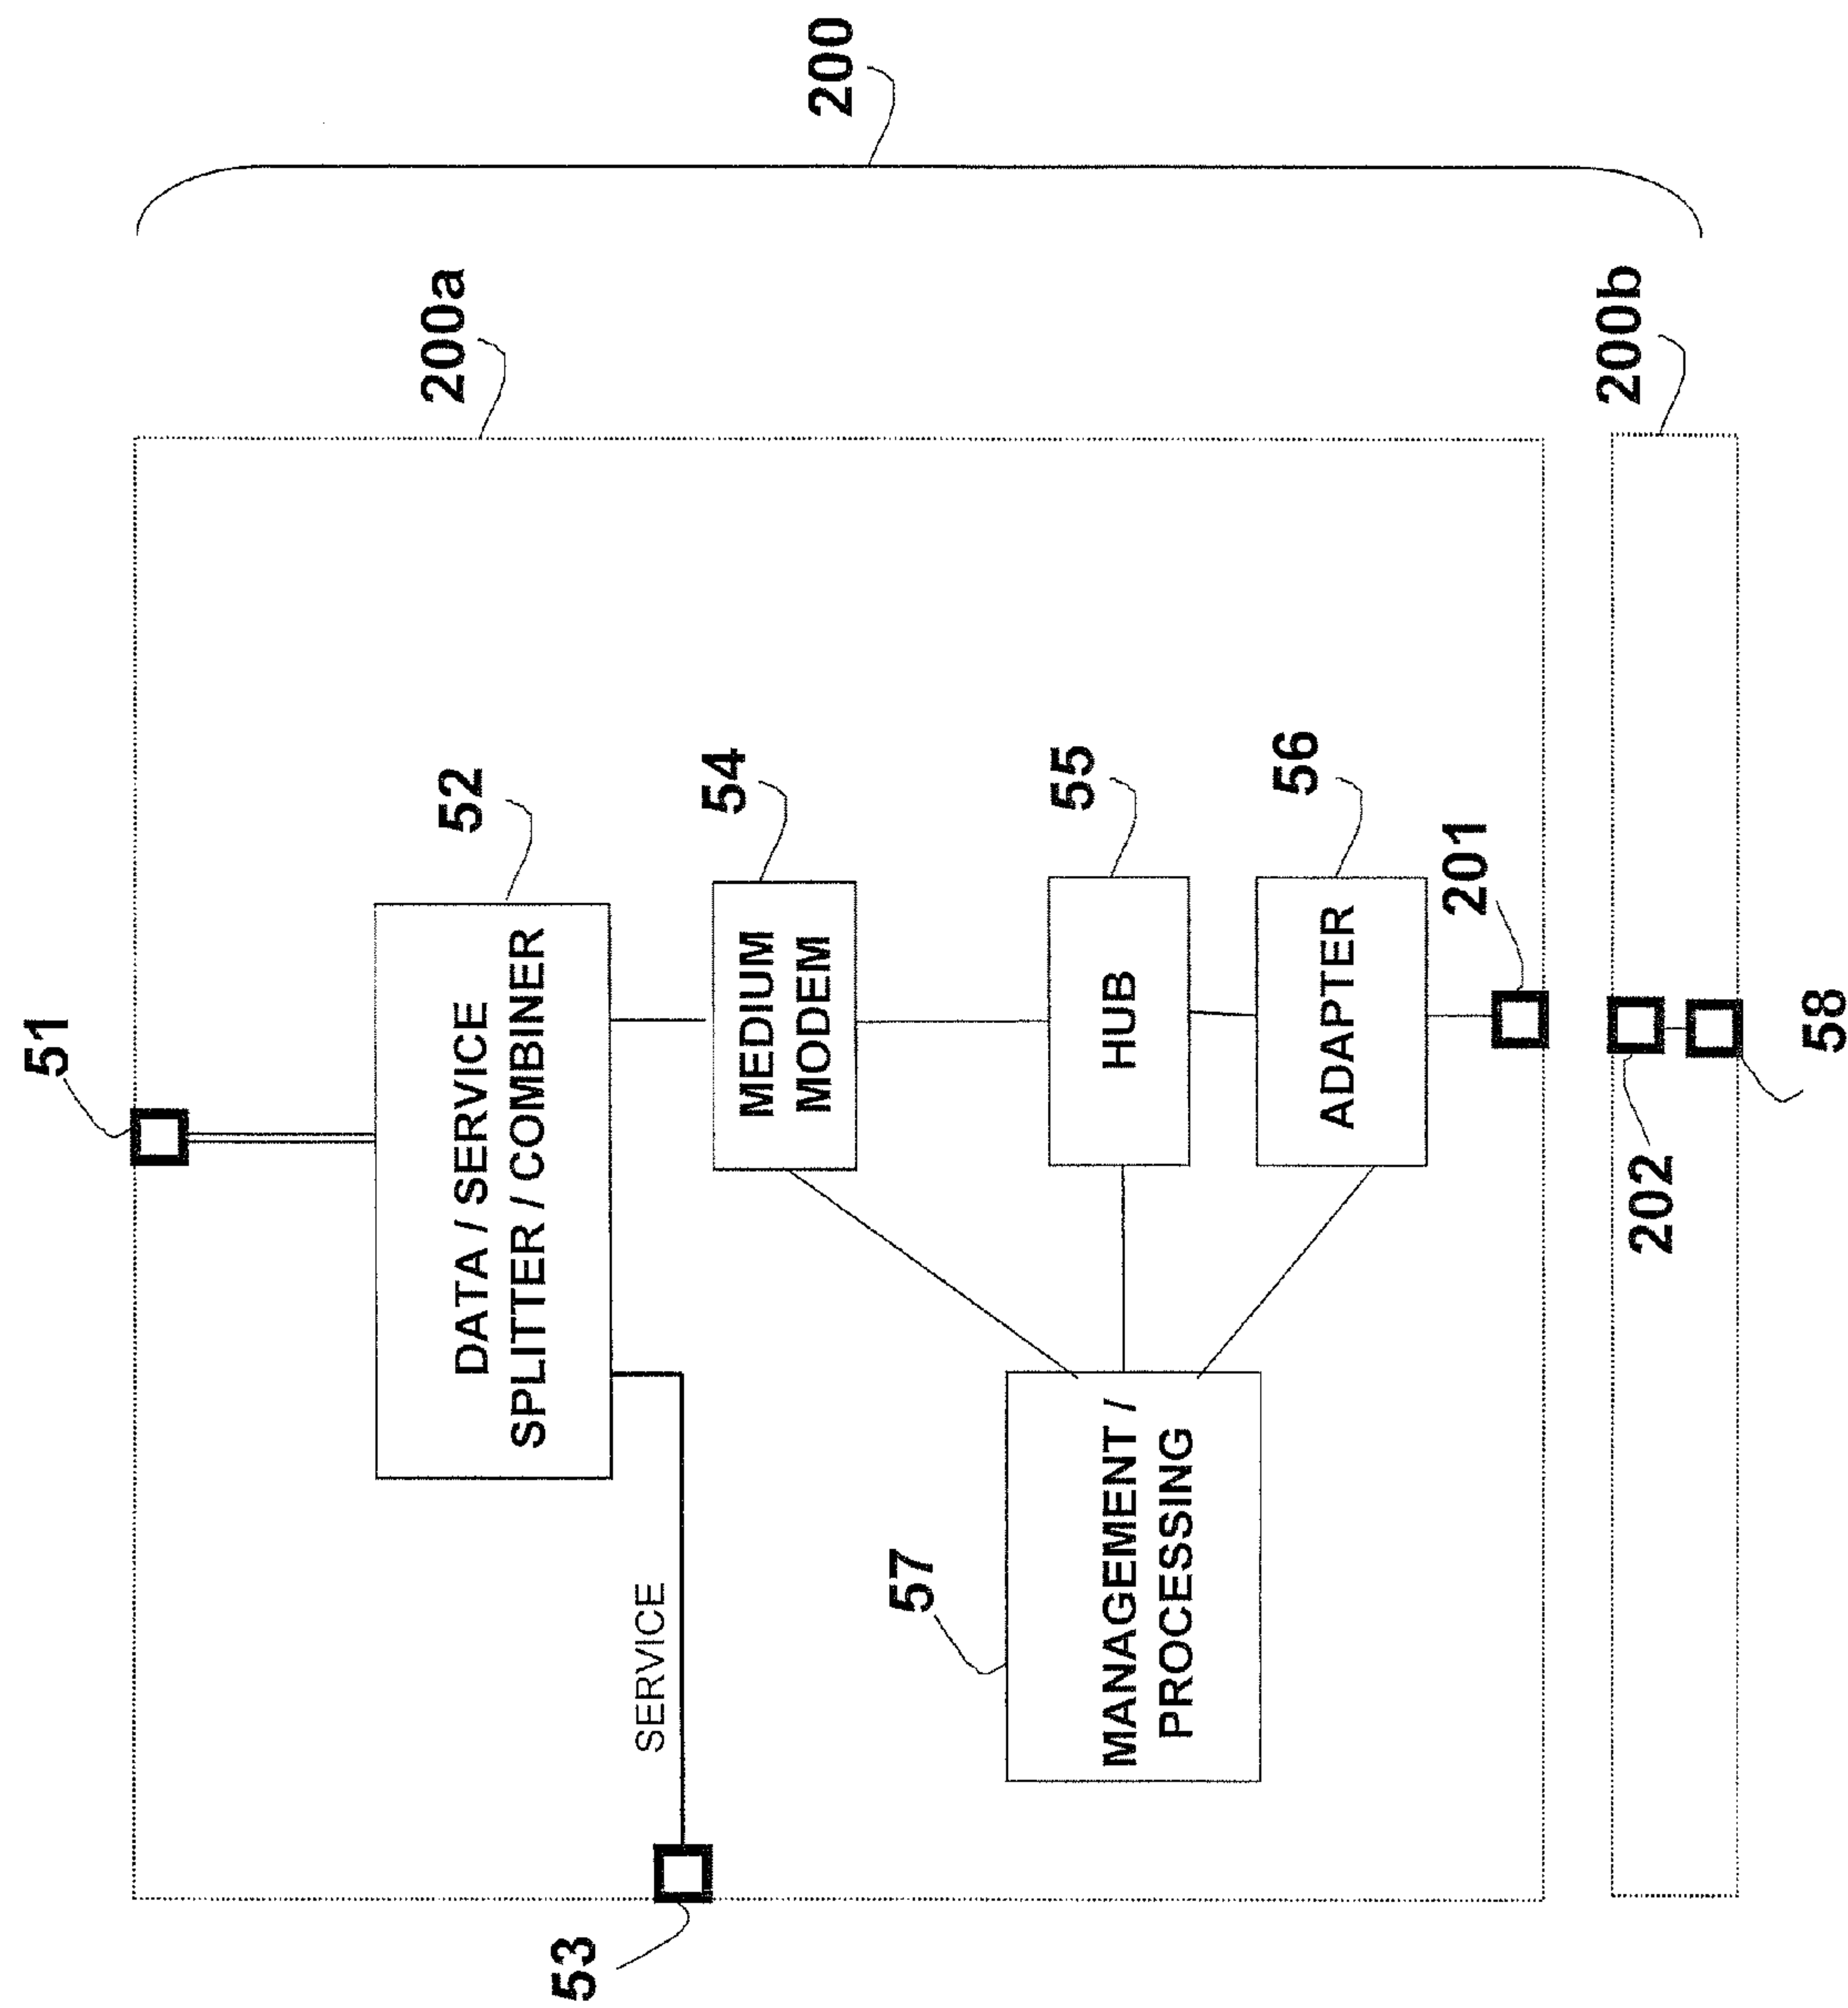 51
52
200a
DATA / SERVICE
SPLITTER / COMBINER
53
SERVICE
54
MEDIUM
MODEM
200
57
55
HUB
MANAGEMENT /
PROCESSING
56
ADAPTER
201
200b
202
58